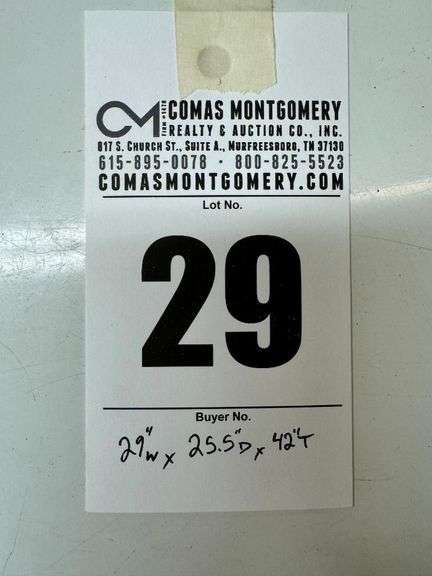 CM
FIRM #5428
COMAS MONTGOMERY
REALTY & AUCTION CO., INC.
817 S. CHURCH ST., SUITE A., MURFREESBORO, TN 37130
615-895-0078 · 800-825-5523
COMASMONTGOMERY.COM
Lot No.
29
Buyer No.
29"W x 25.5"D x 42"T